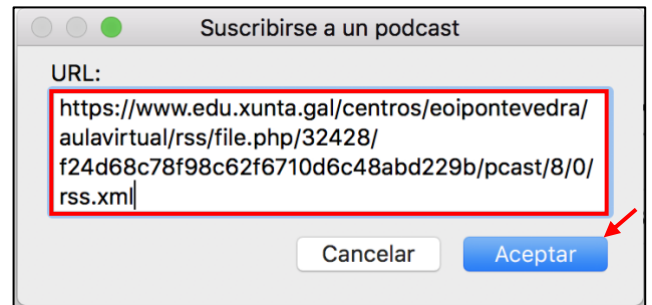 Suscribirse a un podcast
URL:
https://www.edu.xunta.gal/centros/eoipontevedra/
aulavirtual/rss/file.php/32428/
f24d68c78f98c62f6710d6c48abd229b/pcast/8/0/
rss.xml
Cancelar
Aceptar